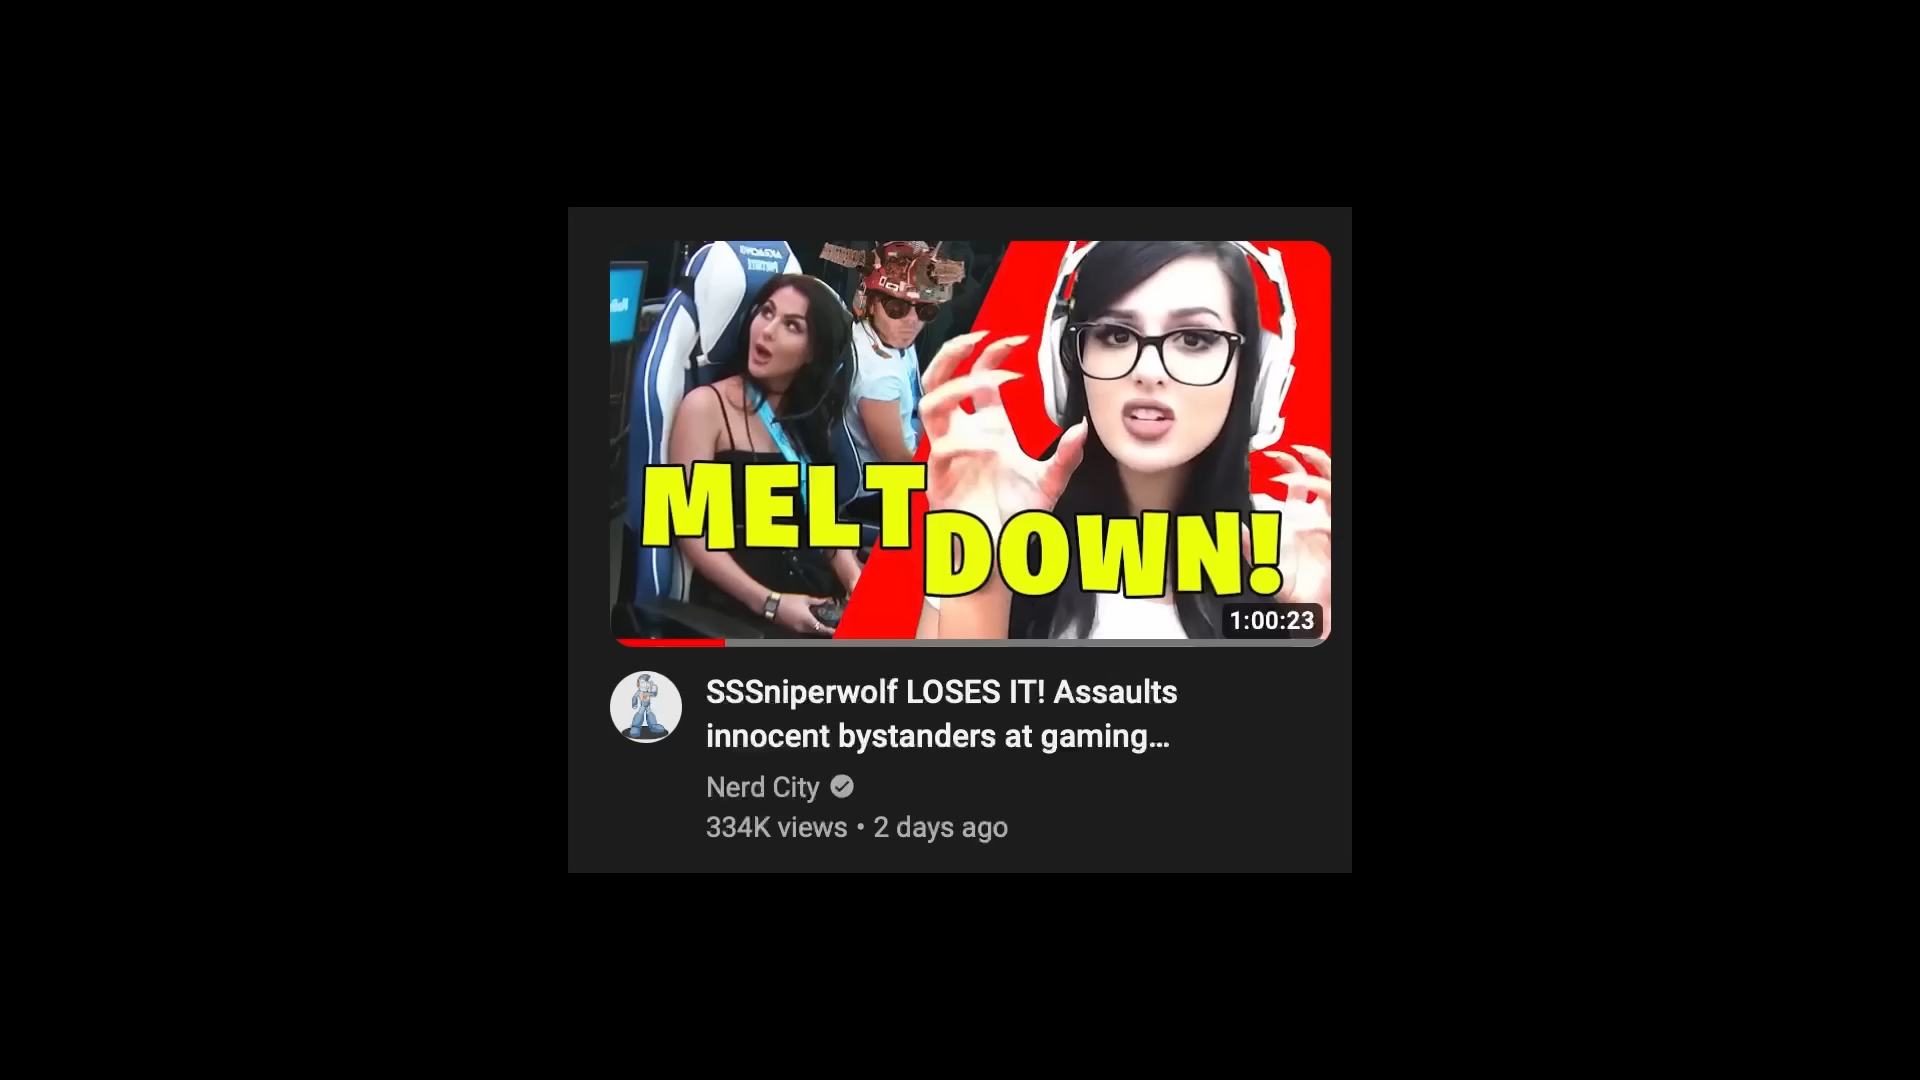 MELT
DOWN!
1:00:23
SSSniperwolf LOSES IT! Assaults
innocent bystanders at gaming...
Nerd City
334K views • 2 days ago